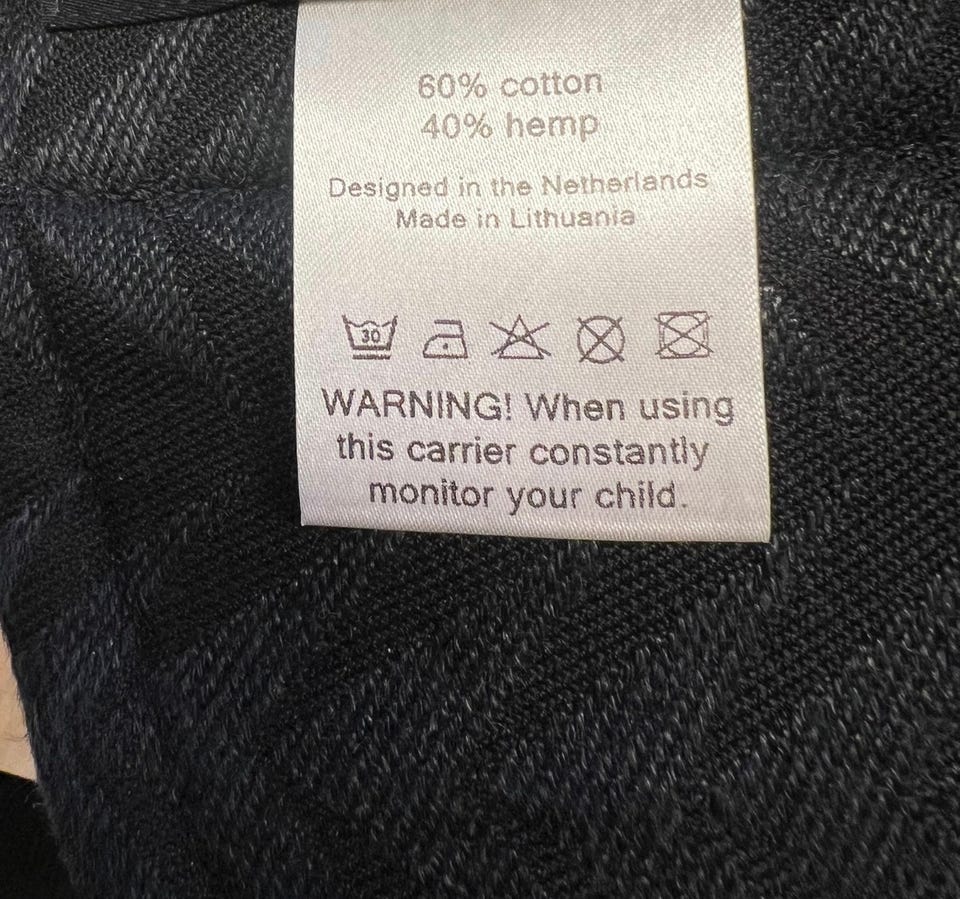 60% cotton
40% hemp
Designed in the Netherlands
Made in Lithuania
30
WARNING! When using
this carrier constantly
monitor your child.